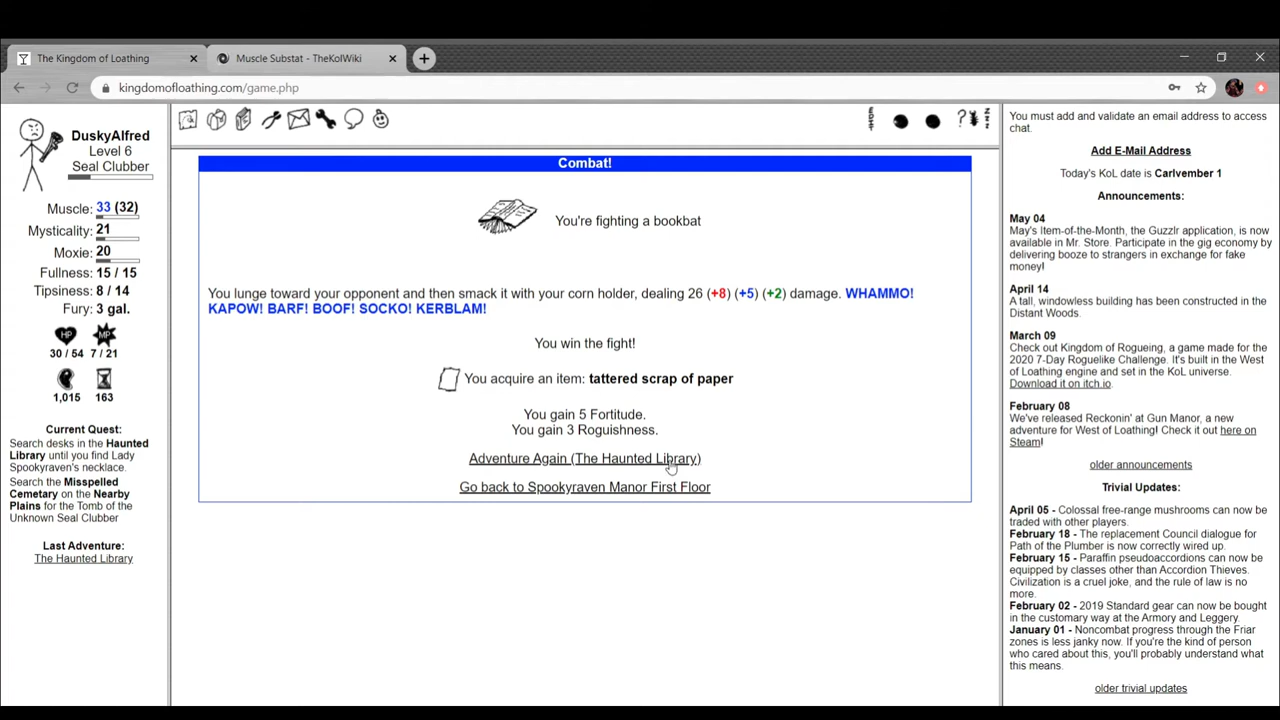 The Kingdom of Loathing
Muscle Substat - TheKolWiki
kingdomofloathing.com/game.php
DuskyAlfred
Level 6
Seal Clubber
Muscle: 33 (32)
Mysticality: 21
Moxie: 20
Fullness: 15 / 15
Tipsiness: 8 / 14
Fury: 3 gal.
HP MP
30 / 54 7 / 21
1,015 163
Current Quest:
Search desks in the Haunted
Library until you find Lady
Spookyraven's necklace.
Search the Misspelled
Cemetary on the Nearby
Plains for the Tomb of the
Unknown Seal Clubber
Last Adventure:
The Haunted Library
Combat!
You're fighting a bookbat
You lunge toward your opponent and then smack it with your corn holder, dealing 26 (+8) (+5) (+2) damage. WHAMMO!
KAPOW! BARF! BOOF! SOCKO! KERBLAM!
You win the fight!
You acquire an item: tattered scrap of paper
You gain 5 Fortitude.
You gain 3 Roguishness.
Adventure Again (The Haunted Library)
Go back to Spookyraven Manor First Floor
You must add and validate an email address to access
chat.
Add E-Mail Address
Today's KoL date is Carlvember 1
Announcements:
May 04
May's Item-of-the-Month, the Guzzlr application, is now
available in Mr. Store. Participate in the gig economy by
delivering booze to strangers in exchange for fake
money!
April 14
A tall, windowless building has been constructed in the
Distant Woods.
March 09
Check out Kingdom of Rogueing, a game made for the
2020 7-Day Roguelike Challenge. It's built in the West
of Loathing engine and set in the KoL universe.
Download it on itch.io.
February 08
We've released Reckonin' at Gun Manor, a new
adventure for West of Loathing! Check it out here on
Steam!
older announcements
Trivial Updates:
April 05 - Colossal free-range mushrooms can now be
traded with other players.
February 18 - The replacement Council dialogue for
Path of the Plumber is now correctly wired up.
February 15 - Paraffin pseudoaccordions can now be
equipped by classes other than Accordion Thieves.
Civilization is a cruel joke, and the rule of law is no
more.
February 02 - 2019 Standard gear can now be bought
in the customary way at the Armory and Leggery.
January 01 - Noncombat progress through the Friar
zones is less janky now. If you're the kind of person
who cared about this, you'll probably understand what
this means.
older trivial updates